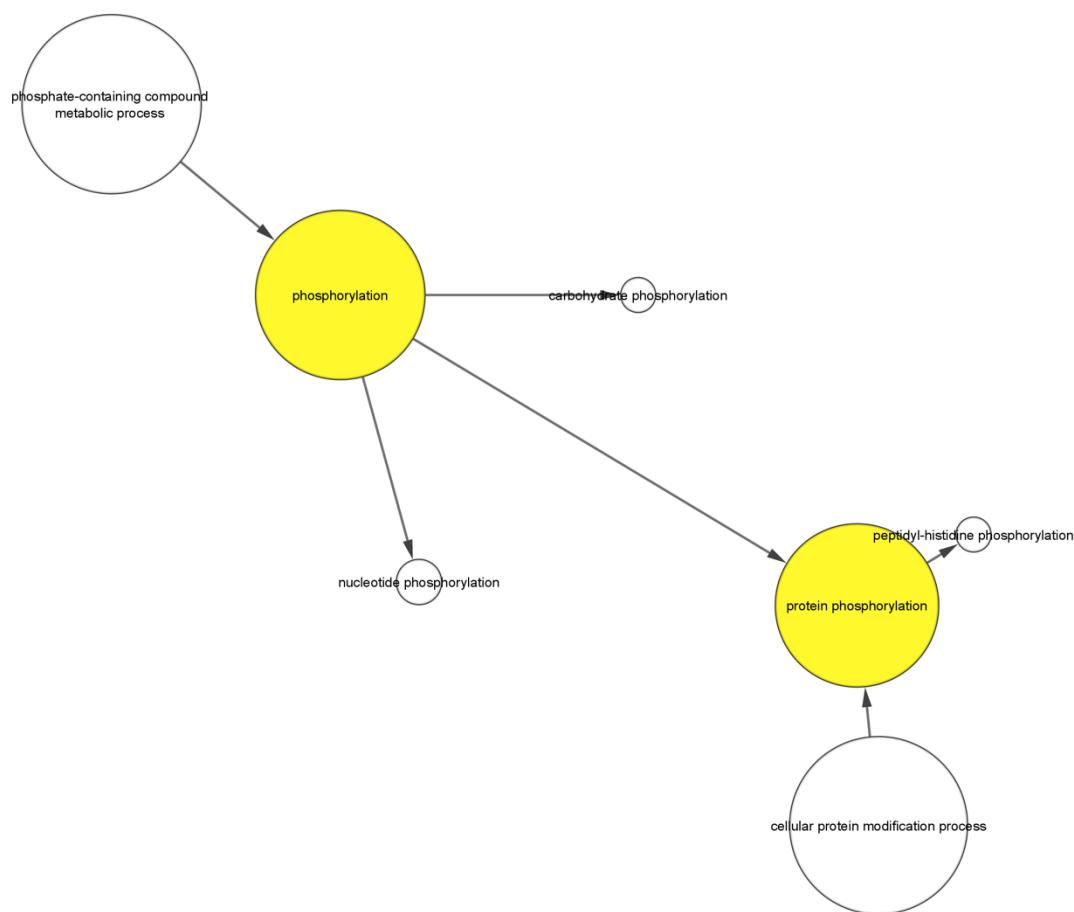 phosphate-containing compound
metabolic process
phosphorylation
carbohydrate phosphorylation
peptidyl-histidine phosphorylation
nucleotide phosphorylation
protein phosphorylation
cellular protein modification process